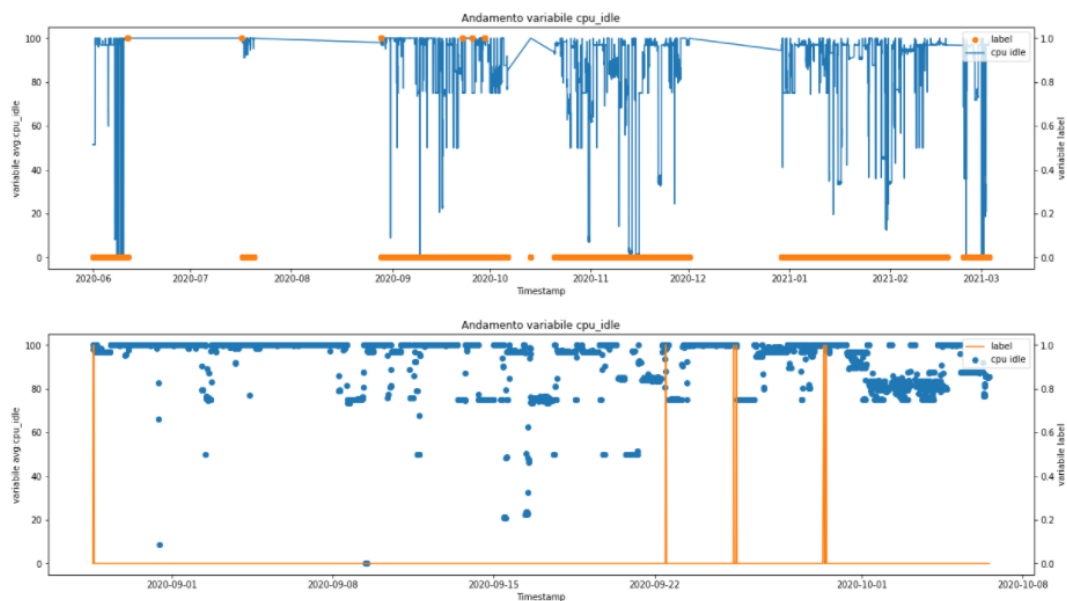 Andamento variabile cpu_idle
100
80
60
40
20
0
variabile avg:cpu_idle
label
cpu idle
1.0
0.8
0.6
0.4
0.2
0.0
variabile label
2020-06 2020-07 2020-08 2020-09 2020-10 2020-11 2020-12 2021-01 2021-02 2021-03
Timestamp
Andamento variabile cpu_idle
100
80
60
40
20
0
variabile avg:cpu_idle
label
cpu idle
1.0
0.8
0.6
0.4
0.2
0.0
variabile label
2020-09-01 2020-09-08 2020-09-15 2020-09-22 2020-10-01 2020-10-08
Timestamp